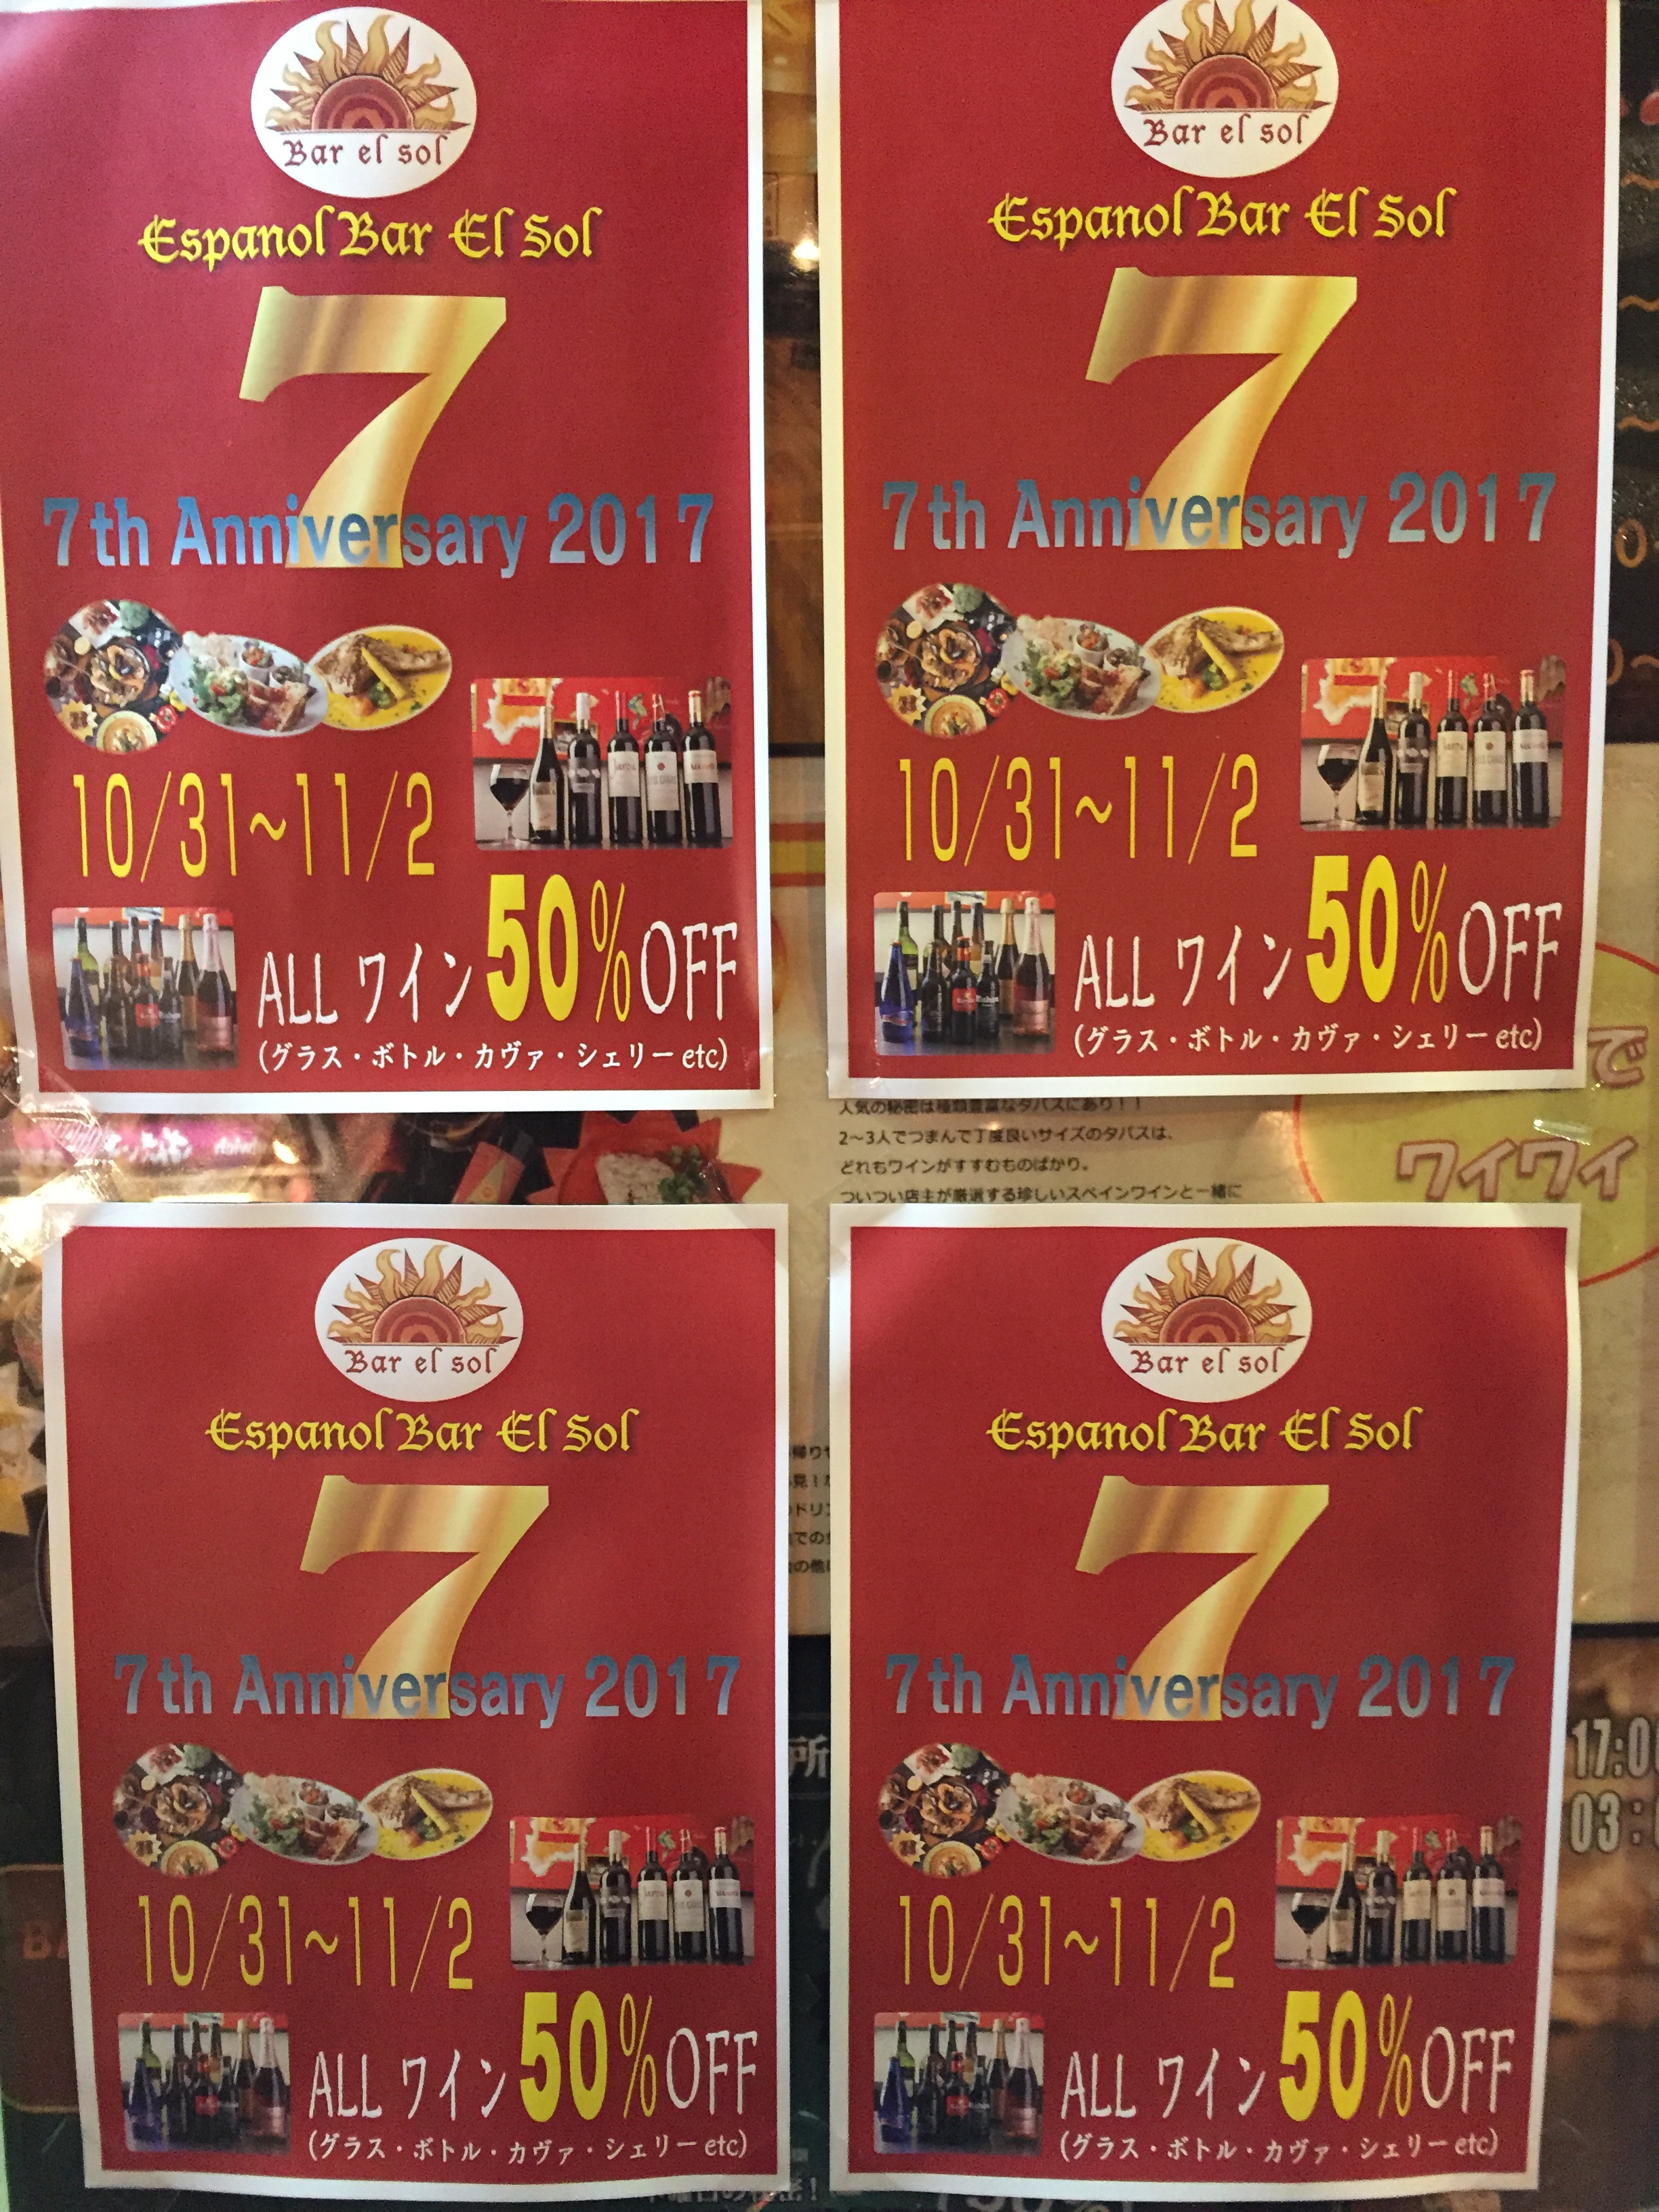 Bar el sol
Espanol Bar El Sol
7
7th Anniversary 2017
10/31~11/2
ALL ワイン 50%OFF
(グラス・ボトル・カヴァ・シェリー etc)
Bar el sol
Espanol Bar El Sol
7
7th Anniversary 2017
10/31~11/2
ALL ワイン 50%OFF
(グラス・ボトル・カヴァ・シェリー etc)
で
ワイワイ
人気の秘密は種類豊富なタパスにあり!!
2~3人でつまんで丁度良いサイズのタパスは、
どれもワインがすすむものばかり。
ついつい店主が厳選する珍しいスペインワインと一緒に
Bar el sol
Espanol Bar El Sol
7
7th Anniversary 2017
10/31~11/2
ALL ワイン 50%OFF
(グラス・ボトル・カヴァ・シェリー etc)
Bar el sol
Espanol Bar El Sol
7
7th Anniversary 2017
10/31~11/2
ALL ワイン 50%OFF
(グラス・ボトル・カヴァ・シェリー etc)
所
17:0
03: